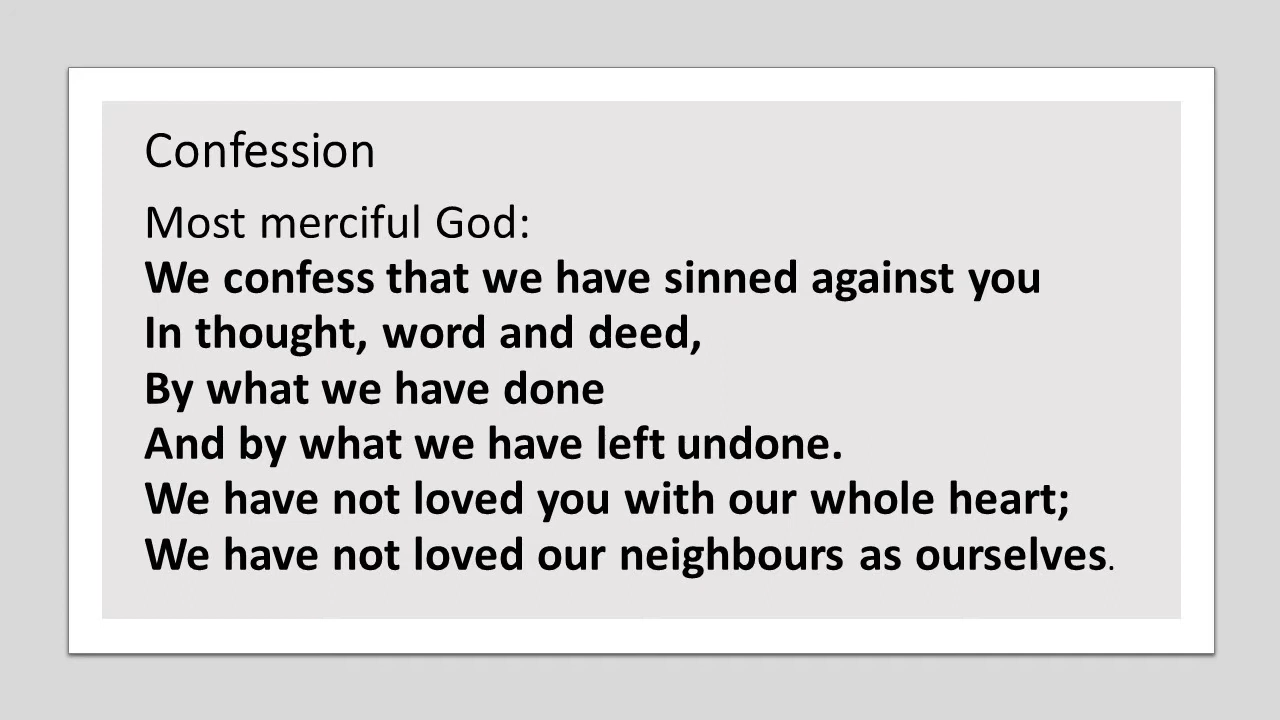 Confession
Most merciful God:
We confess that we have sinned against you
In thought, word and deed,
By what we have done
And by what we have left undone.
We have not loved you with our whole heart;
We have not loved our neighbours as ourselves.